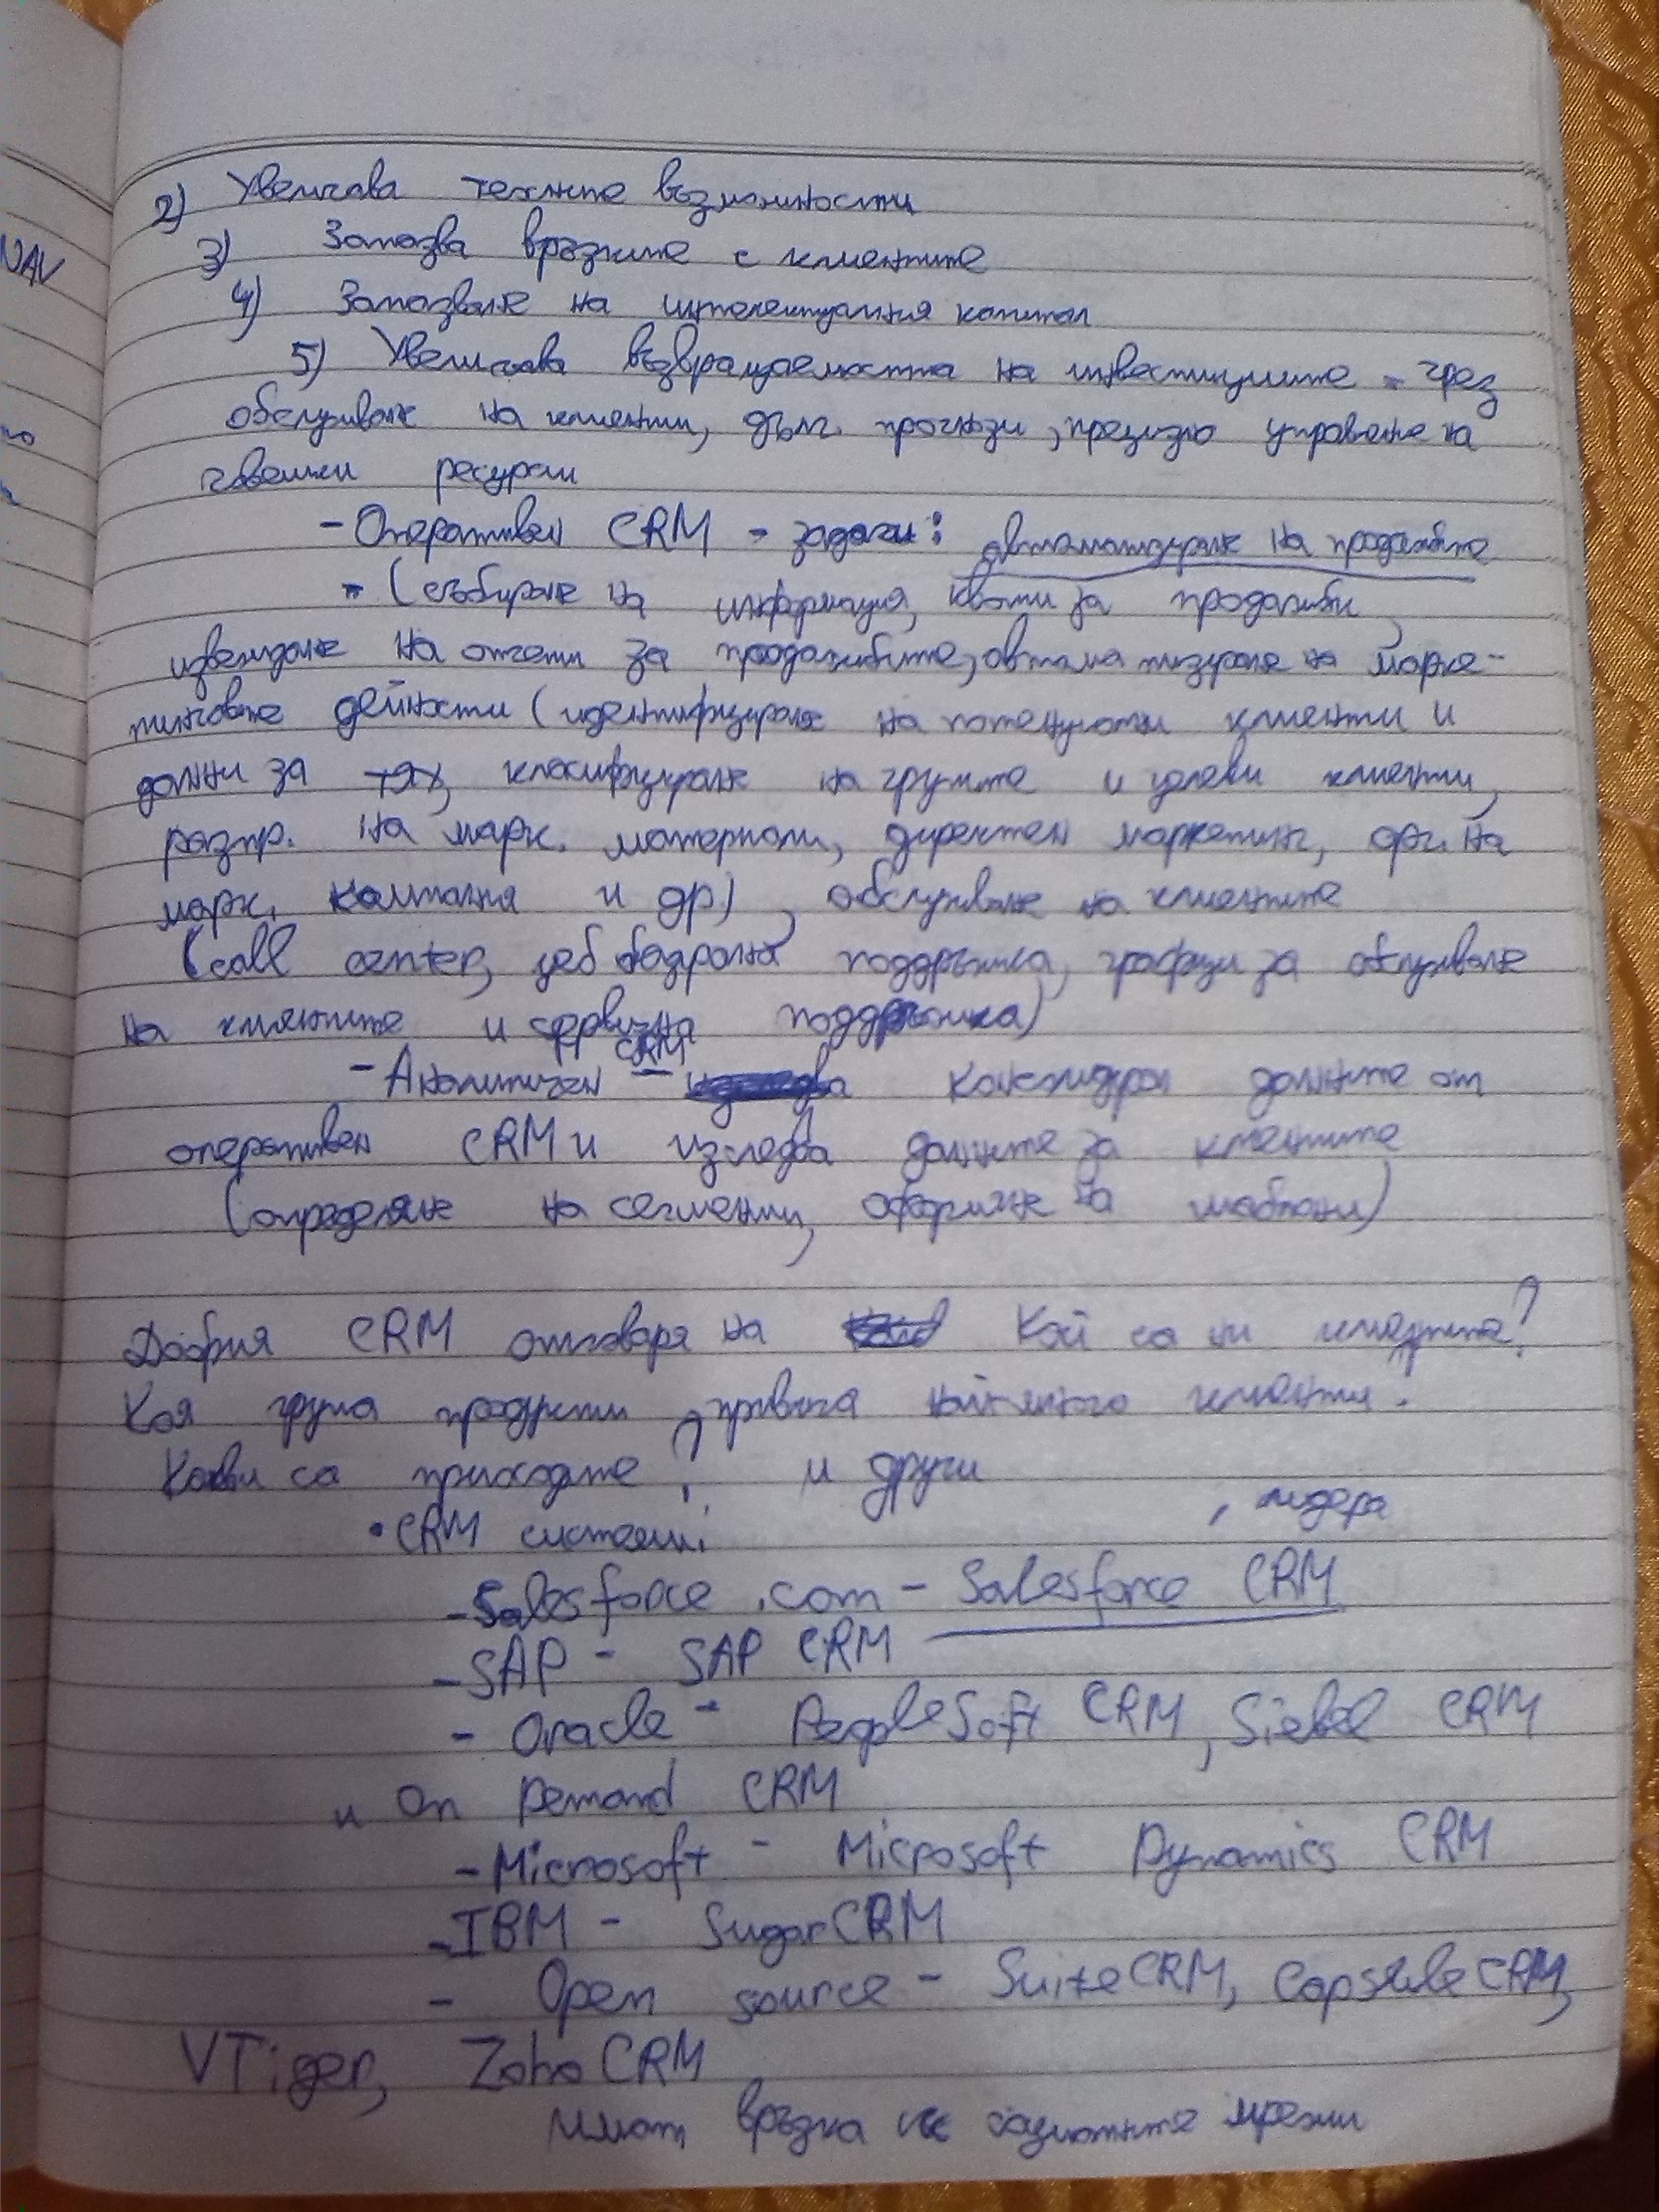 NAV
2) Увеличава техните възможности
3) Запазва връзките с клиентите
4) Запазване на интелектуалния капитал
5) Увеличава възвращаемостта на инвестициите - чрез
обслужване на клиенти, дълг. прогнози, прецизно управление на
човешки ресурси
- Оперативен CRM - задачи: автоматизиране на продажбите
- (събиране на информация, квоти за продажби,
извеждане на отчети за продажбите, автоматизиране на марке-
тинговите дейности (идентифициране на потенциални клиенти и
данни за тях, класифициране на групите и целеви клиенти,
разпр. на марк. материали, директен маркетинг, орг. на
марк. кампания и др), обслужване на клиентите
(call center, уеб базирана поддръжка, графици за обслужване
на клиентите и сервизна поддръжка)
- Аналитичен CRM - консолидира данните от
оперативен CRM и изследва данните за клиентите
(определяне на сегменти, оформяне на шаблони)
Добрия CRM отговаря на Кой са ни клиентите?
Коя група продукти привлича най-много клиенти?
Какви са приходите? и други
, лидера
• CRM системи:
- Salesforce.com - Salesforce CRM
- SAP - SAP CRM
- Oracle - PeopleSoft CRM, Siebel CRM
и On Demand CRM
- Microsoft - Microsoft Dynamics CRM
- IBM - SugarCRM
- Open source - SuiteCRM, CapsuleCRM,
VTiger, Zoho CRM
Имат връзка със социалните мрежи